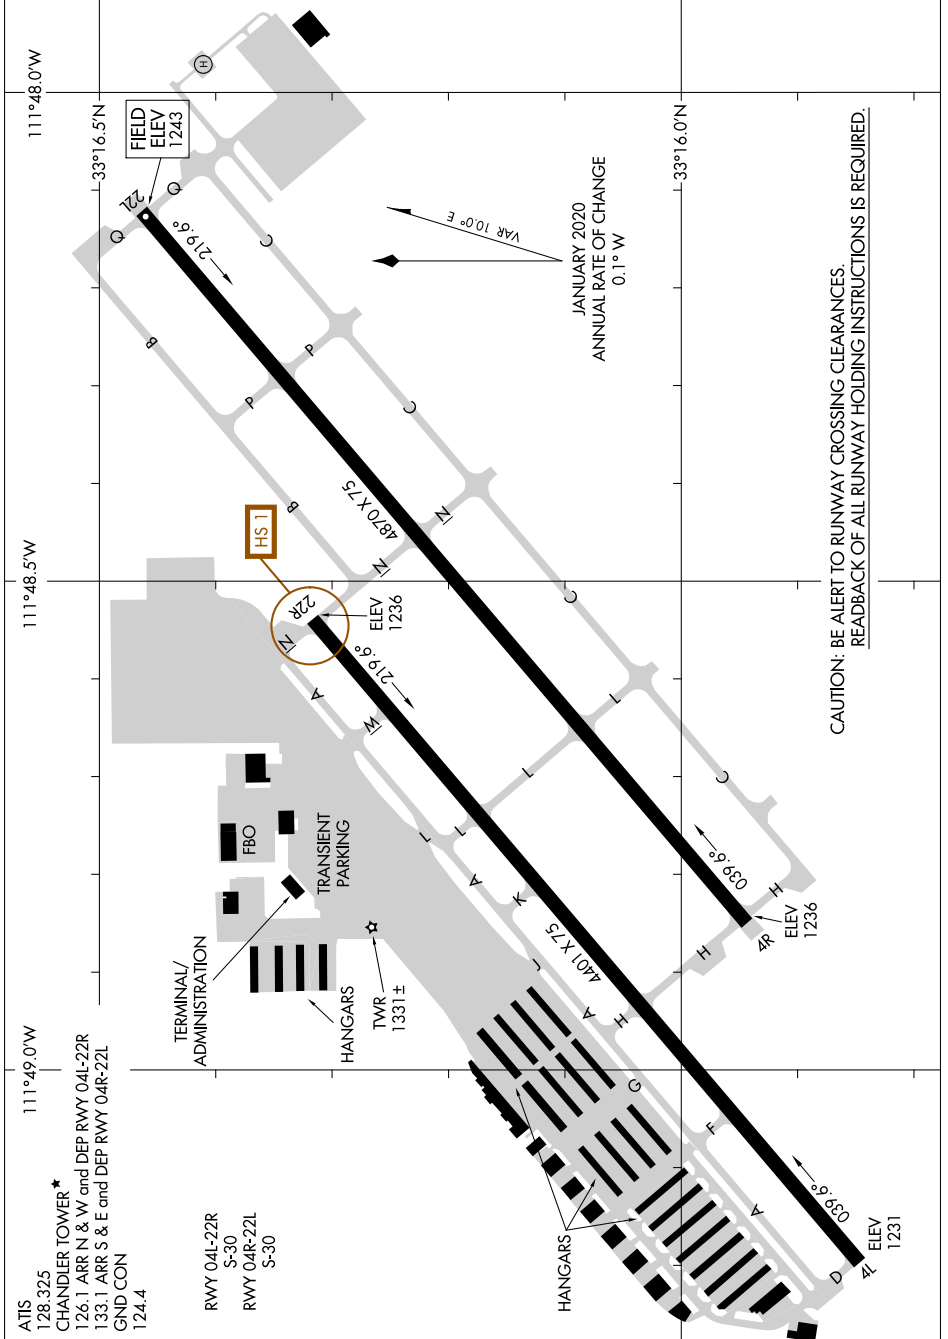 ATIS
128.325
CHANDLER TOWER★
126.1 ARR N & W and DEP RWY 04L-22R
133.1 ARR S & E and DEP RWY 04R-22L
GND CON
124.4
RWY 04L-22R
S-30
RWY 04R-22L
S-30
111°49.0'W
111°48.5'W
111°48.0'W
33°16.5'N
33°16.0'N
FIELD
ELEV
1243
H
22L
219.6°
Q
Q
C
B
P
P
C
B
4870 X 75
N
N
HS 1
22R
ELEV
1236
219.6°
N
A
M
C
L
L
L
L
C
A
K
J
4401 X 75
A
H
H
H
039.6°
4R
ELEV
1236
G
F
A
039.6°
D
4L
ELEV
1231
FBO
TRANSIENT
PARKING
TERMINAL/
ADMINISTRATION
HANGARS
TWR
1331±
HANGARS
VAR 10.0° E
JANUARY 2020
ANNUAL RATE OF CHANGE
0.1° W
CAUTION: BE ALERT TO RUNWAY CROSSING CLEARANCES.
READBACK OF ALL RUNWAY HOLDING INSTRUCTIONS IS REQUIRED.